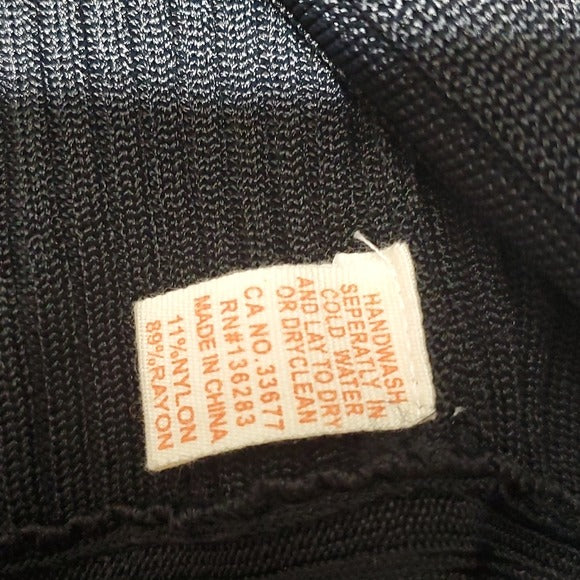 HANDWASH
SEPERATLY IN
COLD WATER
AND LAY TO DRY
OR DRYCLEAN
CA NO.33677
RN#136283
MADE IN CHINA
11%NYLON
89%RAYON